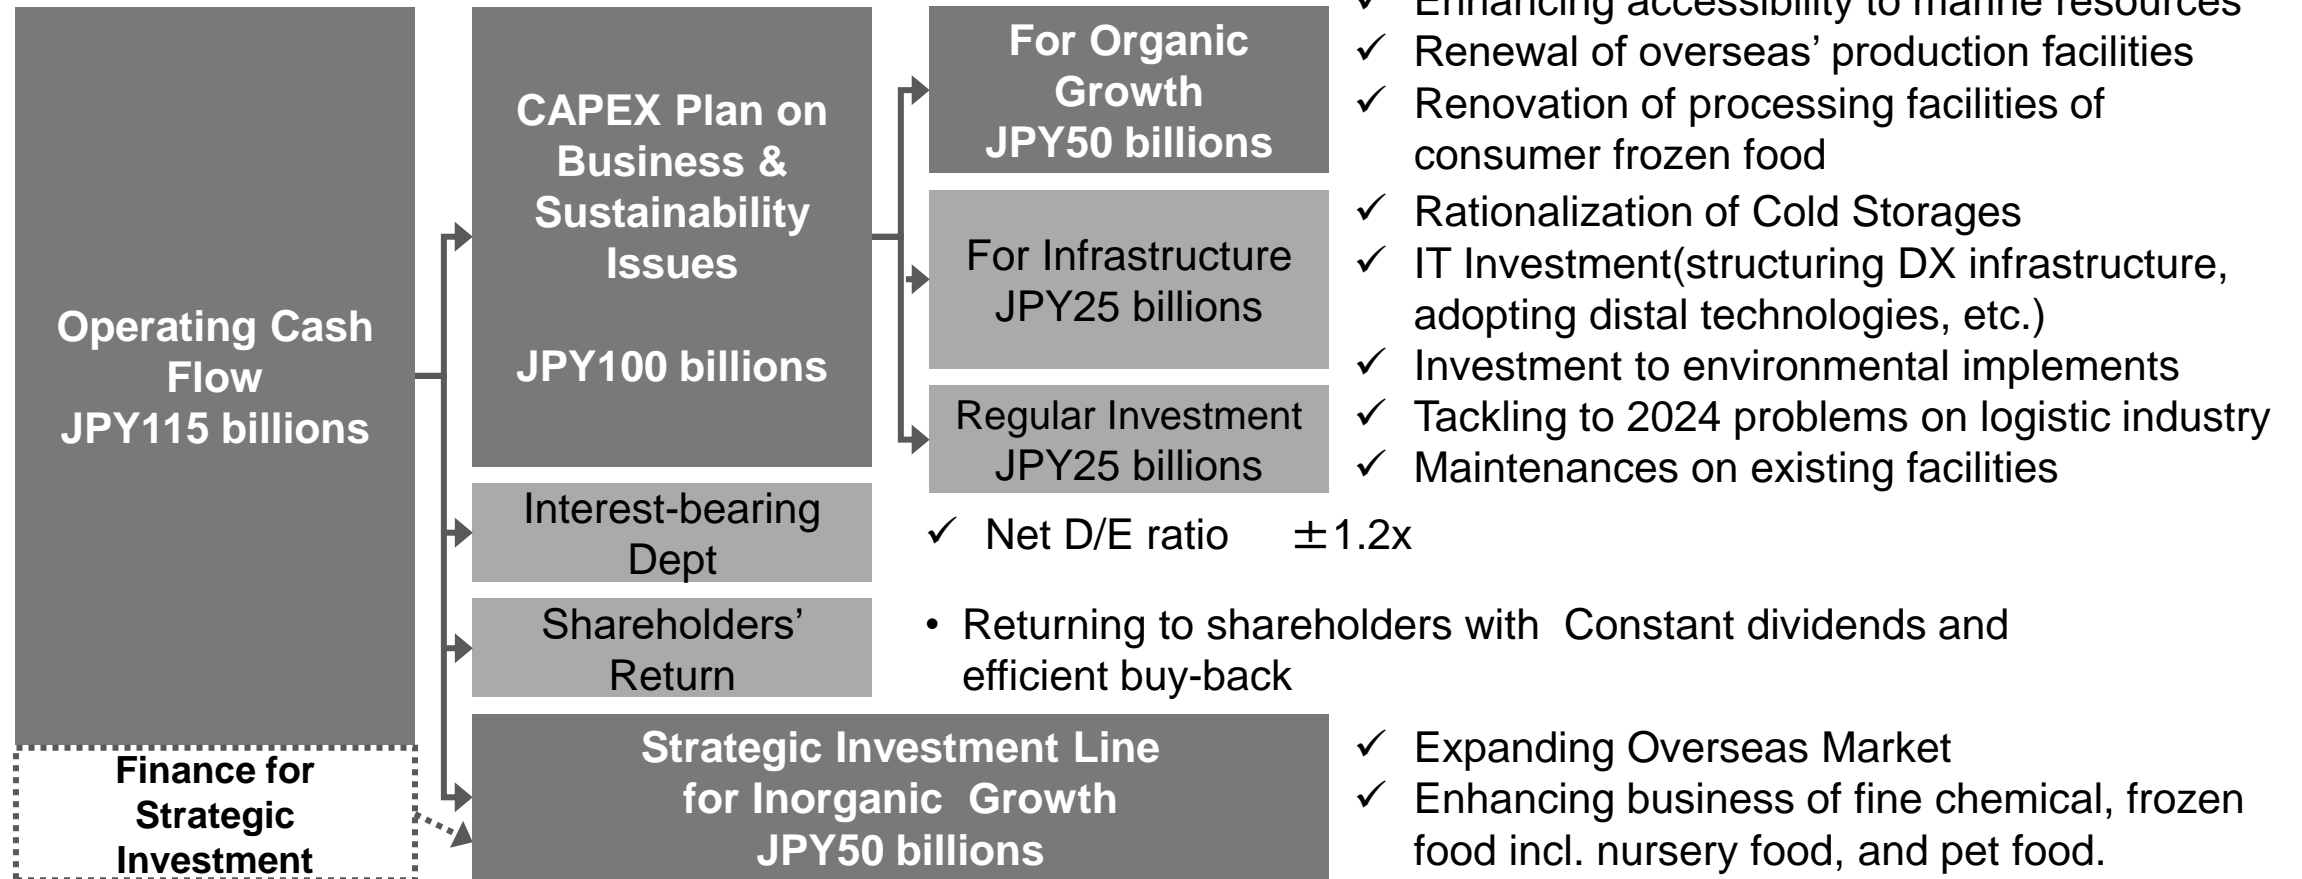 Operating Cash
Flow
JPY115 billions
Finance for
Strategic
Investment
CAPEX Plan on
Business &
Sustainability
Issues
JPY100 billions
For Organic
Growth
JPY50 billions
✓ Enhancing accessibility to marine resources
✓ Renewal of overseas’ production facilities
✓ Renovation of processing facilities of
consumer frozen food
For Infrastructure
JPY25 billions
✓ Rationalization of Cold Storages
✓ IT Investment(structuring DX infrastructure,
adopting distal technologies, etc.)
✓ Investment to environmental implements
Regular Investment
JPY25 billions
✓ Tackling to 2024 problems on logistic industry
✓ Maintenances on existing facilities
Interest-bearing
Dept
✓ Net D/E ratio ±1.2x
Shareholders’
Return
• Returning to shareholders with Constant dividends and
efficient buy-back
Strategic Investment Line
for Inorganic Growth
JPY50 billions
✓ Expanding Overseas Market
✓ Enhancing business of fine chemical, frozen
food incl. nursery food, and pet food.